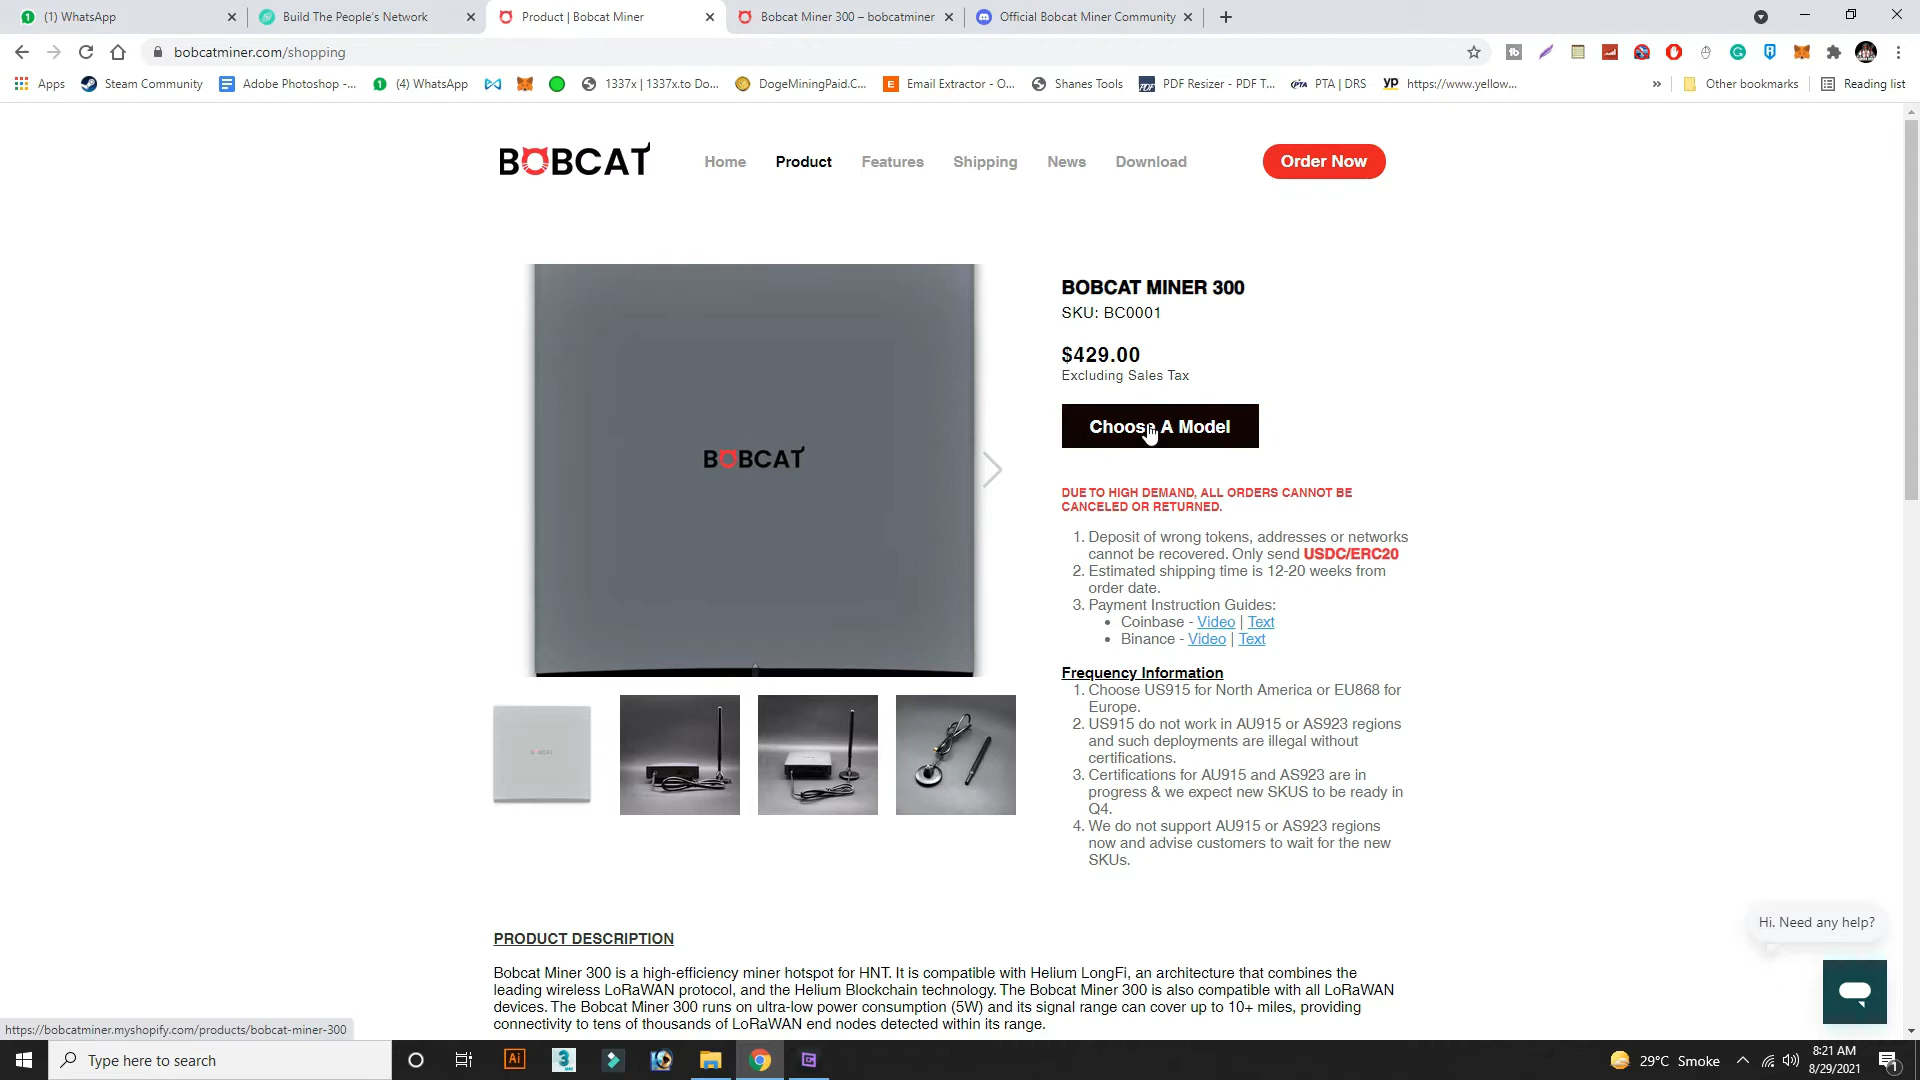 (1) WhatsApp
Build The People's Network
Product | Bobcat Miner
Bobcat Miner 300 – bobcatminer
Official Bobcat Miner Community
bobcatminer.com/shopping
Apps
Steam Community
Adobe Photoshop -...
(4) WhatsApp
1337x | 1337x.to Do...
DogeMiningPaid.C...
Email Extractor - O...
Shanes Tools
PDF Resizer - PDF T...
PTA | DRS
https://www.yellow...
Other bookmarks
Reading list
BOBCAT
Home
Product
Features
Shipping
News
Download
Order Now
BOBCAT
BOBCAT MINER 300
SKU: BC0001
$429.00
Excluding Sales Tax
Choose A Model
DUE TO HIGH DEMAND, ALL ORDERS CANNOT BE
CANCELED OR RETURNED.
1. Deposit of wrong tokens, addresses or networks
cannot be recovered. Only send USDC/ERC20
2. Estimated shipping time is 12-20 weeks from
order date.
3. Payment Instruction Guides:
• Coinbase - Video | Text
• Binance - Video | Text
Frequency Information
1. Choose US915 for North America or EU868 for
Europe.
2. US915 do not work in AU915 or AS923 regions
and such deployments are illegal without
certifications.
3. Certifications for AU915 and AS923 are in
progress & we expect new SKUS to be ready in
Q4.
4. We do not support AU915 or AS923 regions
now and advise customers to wait for the new
SKUs.
PRODUCT DESCRIPTION
Bobcat Miner 300 is a high-efficiency miner hotspot for HNT. It is compatible with Helium LongFi, an architecture that combines the
leading wireless LoRaWAN protocol, and the Helium Blockchain technology. The Bobcat Miner 300 is also compatible with all LoRaWAN
devices. The Bobcat Miner 300 runs on ultra-low power consumption (5W) and its signal range can cover up to 10+ miles, providing
connectivity to tens of thousands of LoRaWAN end nodes detected within its range.
Hi. Need any help?
https://bobcatminer.myshopify.com/products/bobcat-miner-300
Type here to search
29°C Smoke
8:21 AM
8/29/2021